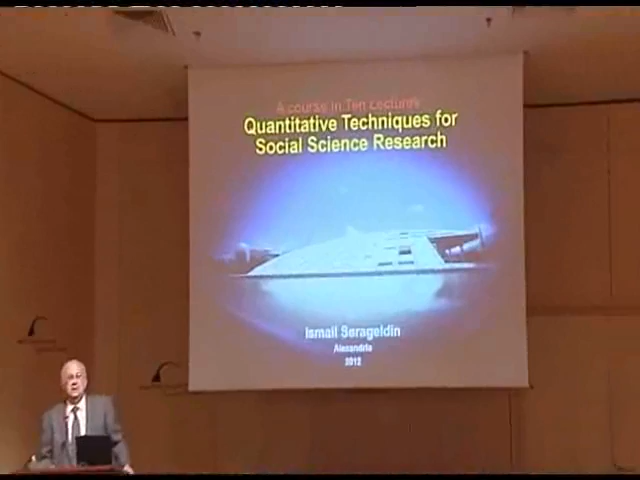 A course in Ten Lectures
Quantitative Techniques for
Social Science Research
Ismail Serageldin
Alexandria
2012